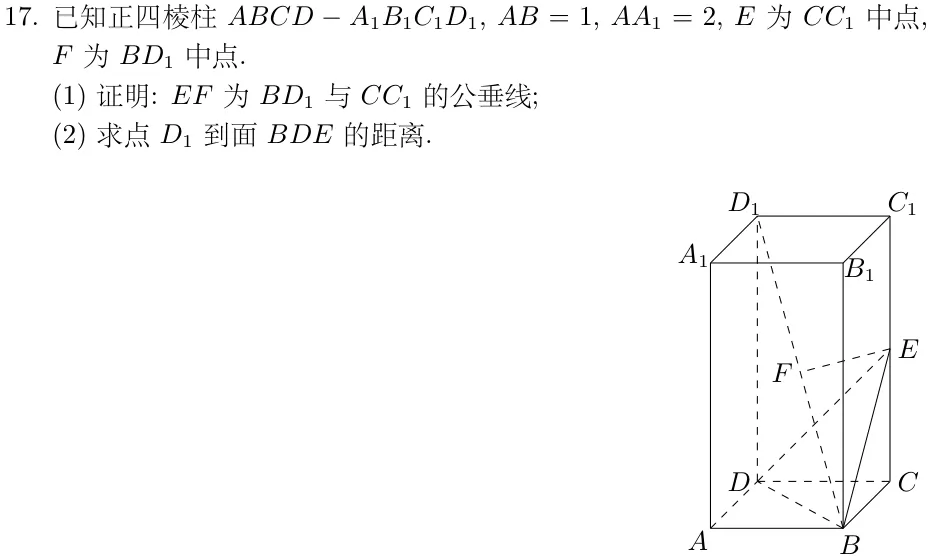 17. 已知正四棱柱 ABCD − A₁B₁C₁D₁, AB = 1, AA₁ = 2, E 为 CC₁ 中点,
F 为 BD₁ 中点.
(1) 证明: EF 为 BD₁ 与 CC₁ 的公垂线;
(2) 求点 D₁ 到面 BDE 的距离.
D₁
C₁
A₁
B₁
E
F
D
C
A
B